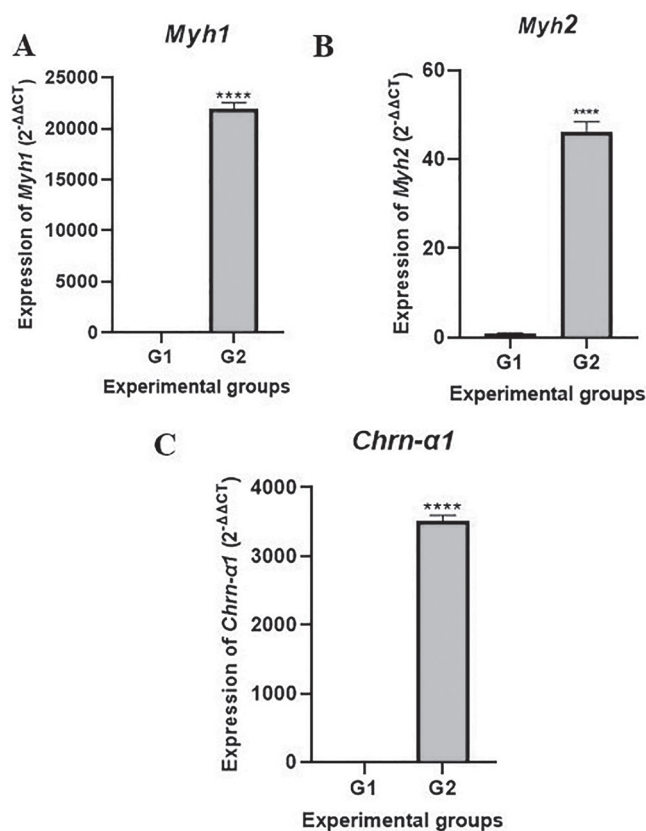 A
Myh1
Expression of Myh1 (2-ΔΔCT)
25000
20000
15000
10000
5000
0
****
G1
G2
Experimental groups
B
Myh2
Expression of Myh2 (2-ΔΔCT)
60
40
20
0
****
G1
G2
Experimental groups
C
Chrn-α1
Expression of Chrn-α1 (2-ΔΔCT)
4000
3000
2000
1000
0
****
G1
G2
Experimental groups